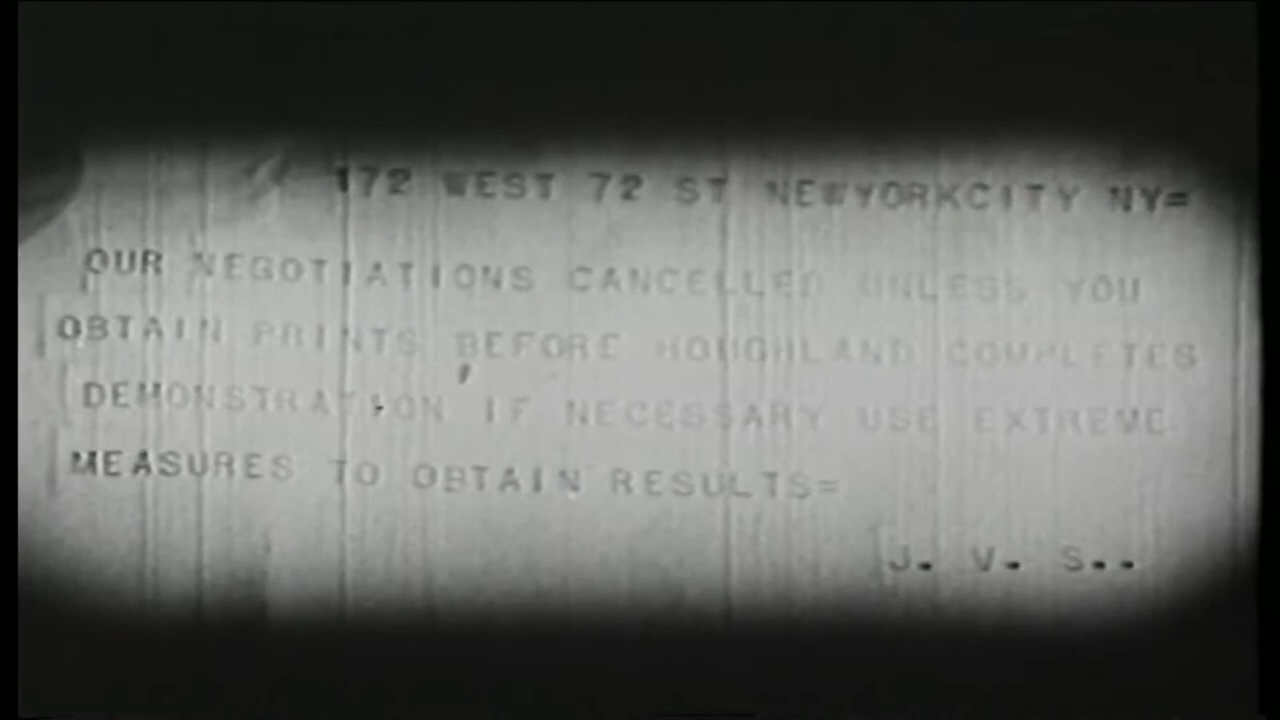 172 WEST 72 ST NEWYORKCITY NY=
OUR NEGOTIATIONS CANCELLED UNLESS YOU
OBTAIN PRINTS BEFORE HOUGHLAND COMPLETES
DEMONSTRATION IF NECESSARY USE EXTREME
MEASURES TO OBTAIN RESULTS=
J. V. S..